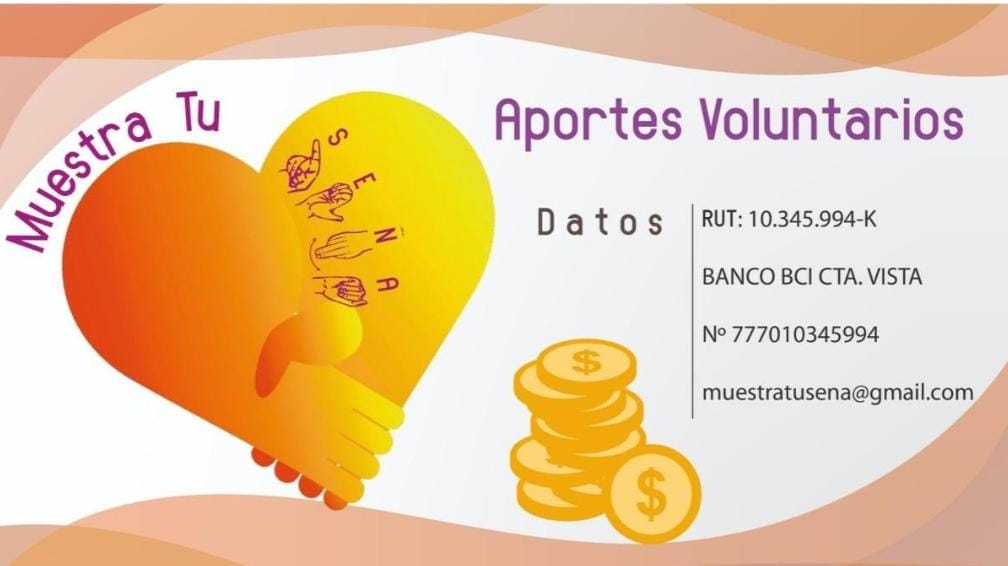 Muestra Tu
S E Ñ A
Aportes Voluntarios
Datos
RUT: 10.345.994-K
BANCO BCI CTA. VISTA
Nº 777010345994
muestratusena@gmail.com